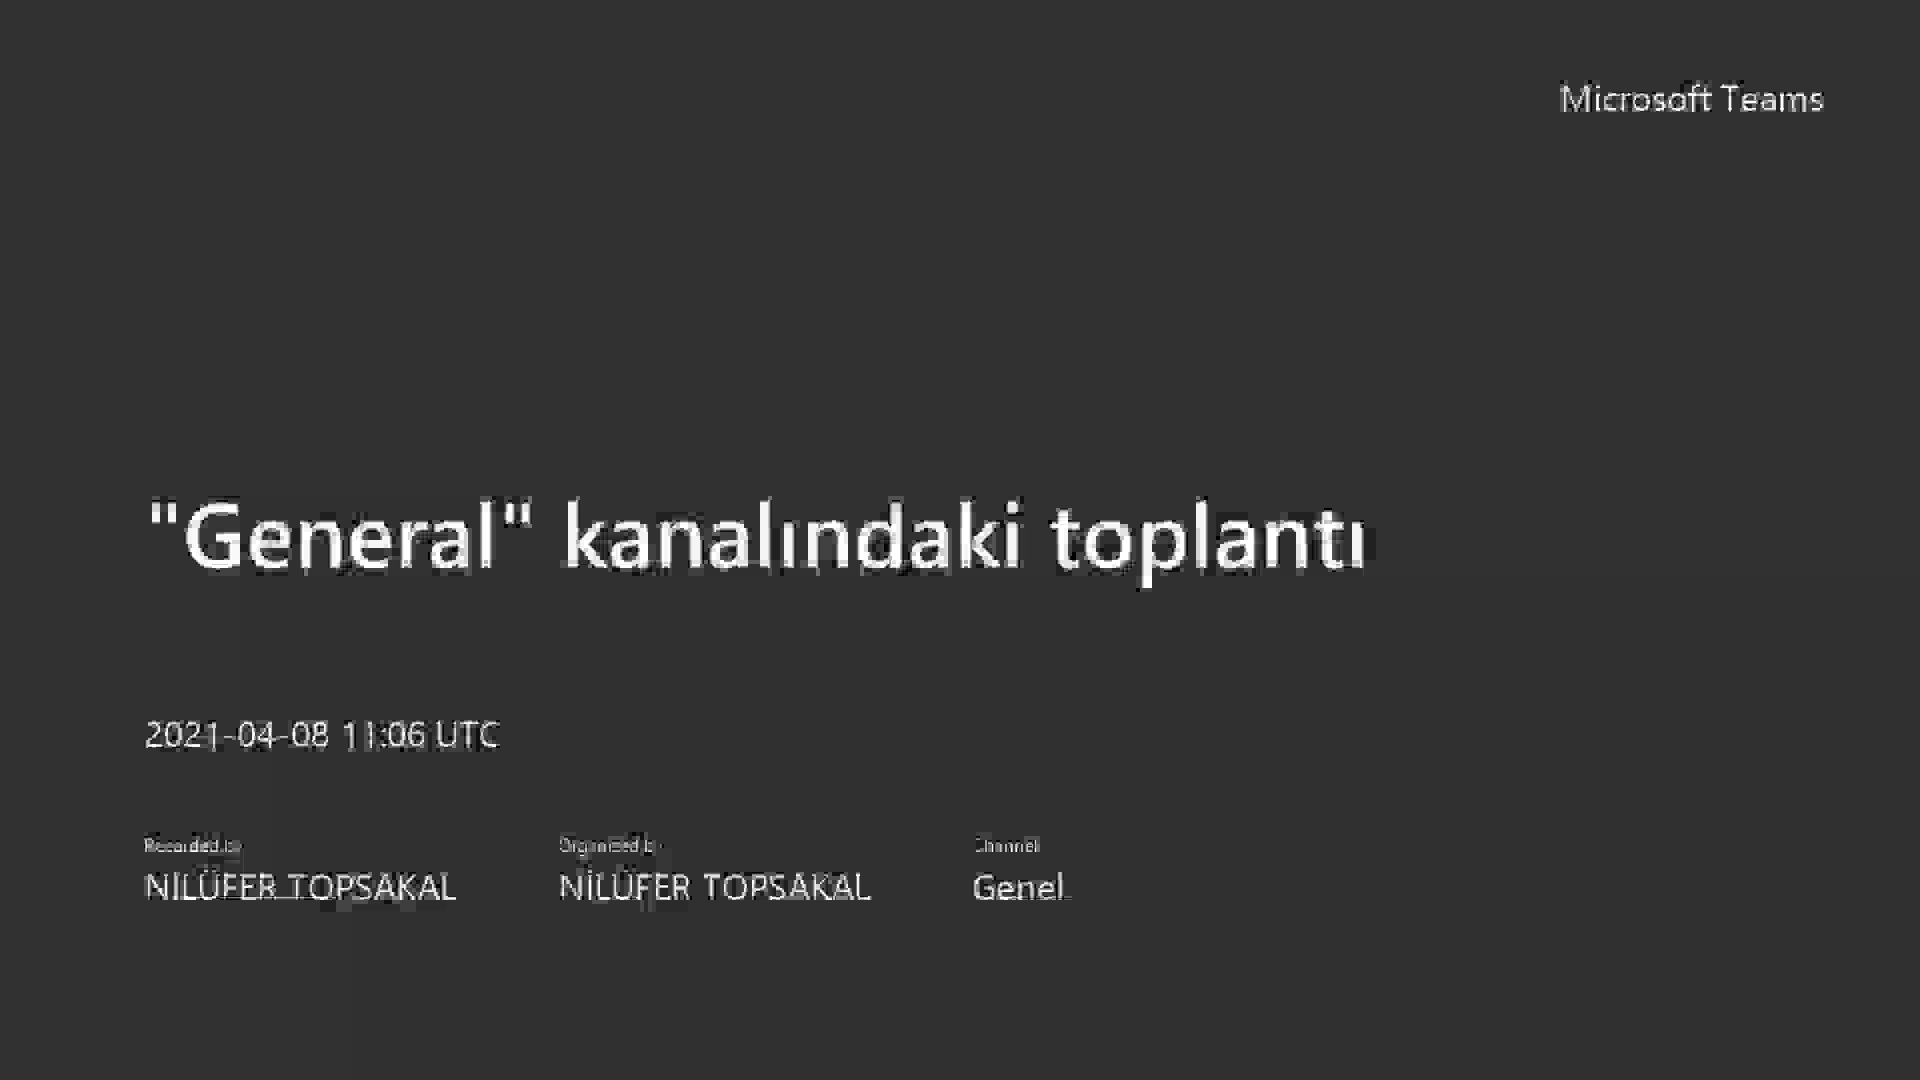 Microsoft Teams
"General" kanalındaki toplantı
2021-04-08 11:06 UTC
Recorded by Organized by Channel
NİLÜFER TOPSAKAL NİLÜFER TOPSAKAL Genel